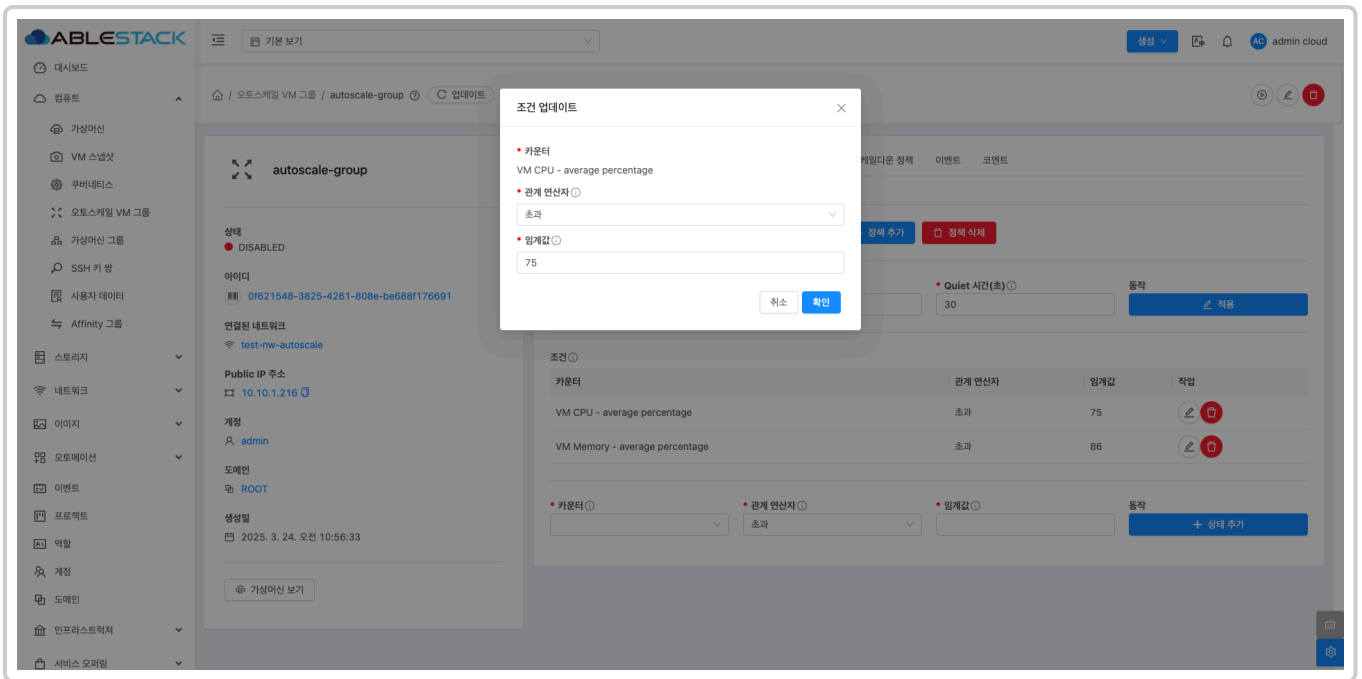 ABLESTACK
기본 보기
생성
AC admin cloud
대시보드
컴퓨트
가상머신
VM 스냅샷
쿠버네티스
오토스케일 VM 그룹
가상머신 그룹
SSH 키 쌍
사용자 데이터
Affinity 그룹
스토리지
네트워크
이미지
오토메이션
이벤트
프로젝트
역할
계정
도메인
인프라스트럭쳐
서비스 오퍼링
/ 오토스케일 VM 그룹 / autoscale-group 업데이트
autoscale-group
상태
DISABLED
아이디
0f621548-3825-4261-808e-be688f176691
연결된 네트워크
test-nw-autoscale
Public IP 주소
10.10.1.216
계정
admin
도메인
ROOT
생성일
2025. 3. 24. 오전 10:56:33
가상머신 보기
조건 업데이트
* 카운터
VM CPU - average percentage
* 관계 연산자
초과
* 임계값
75
취소 확인
케일다운 정책 이벤트 코멘트
정책 추가 정책 삭제
* Quiet 시간(초) 동작
30 적용
조건
카운터 관계 연산자 임계값 작업
VM CPU - average percentage 초과 75
VM Memory - average percentage 초과 86
* 카운터 * 관계 연산자 * 임계값 동작
초과 + 상태 추가